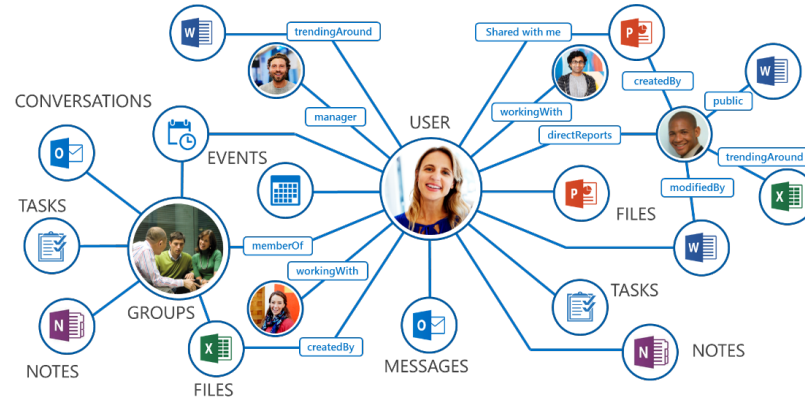 W
trendingAround
Shared with me
P
createdBy
W
public
CONVERSATIONS
manager
USER
workingWith
O
EVENTS
directReports
trendingAround
TASKS
P
X
FILES
modifiedBy
memberOf
W
workingWith
GROUPS
TASKS
N
X
createdBy
O
N
NOTES
NOTES
FILES
MESSAGES